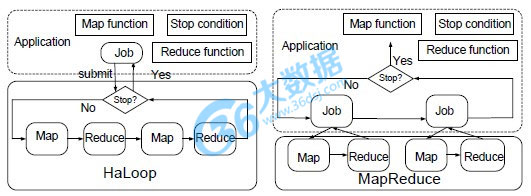 Map function
Stop condition
Application
Job
Reduce function
submit
Yes
No
Stop?
Map
Reduce
Map
Reduce
HaLoop
Map function
Stop condition
Application
Yes
Reduce function
No
Stop?
Job
Job
Map
Reduce
Map
Reduce
MapReduce
36大数据
www.36dsj.com